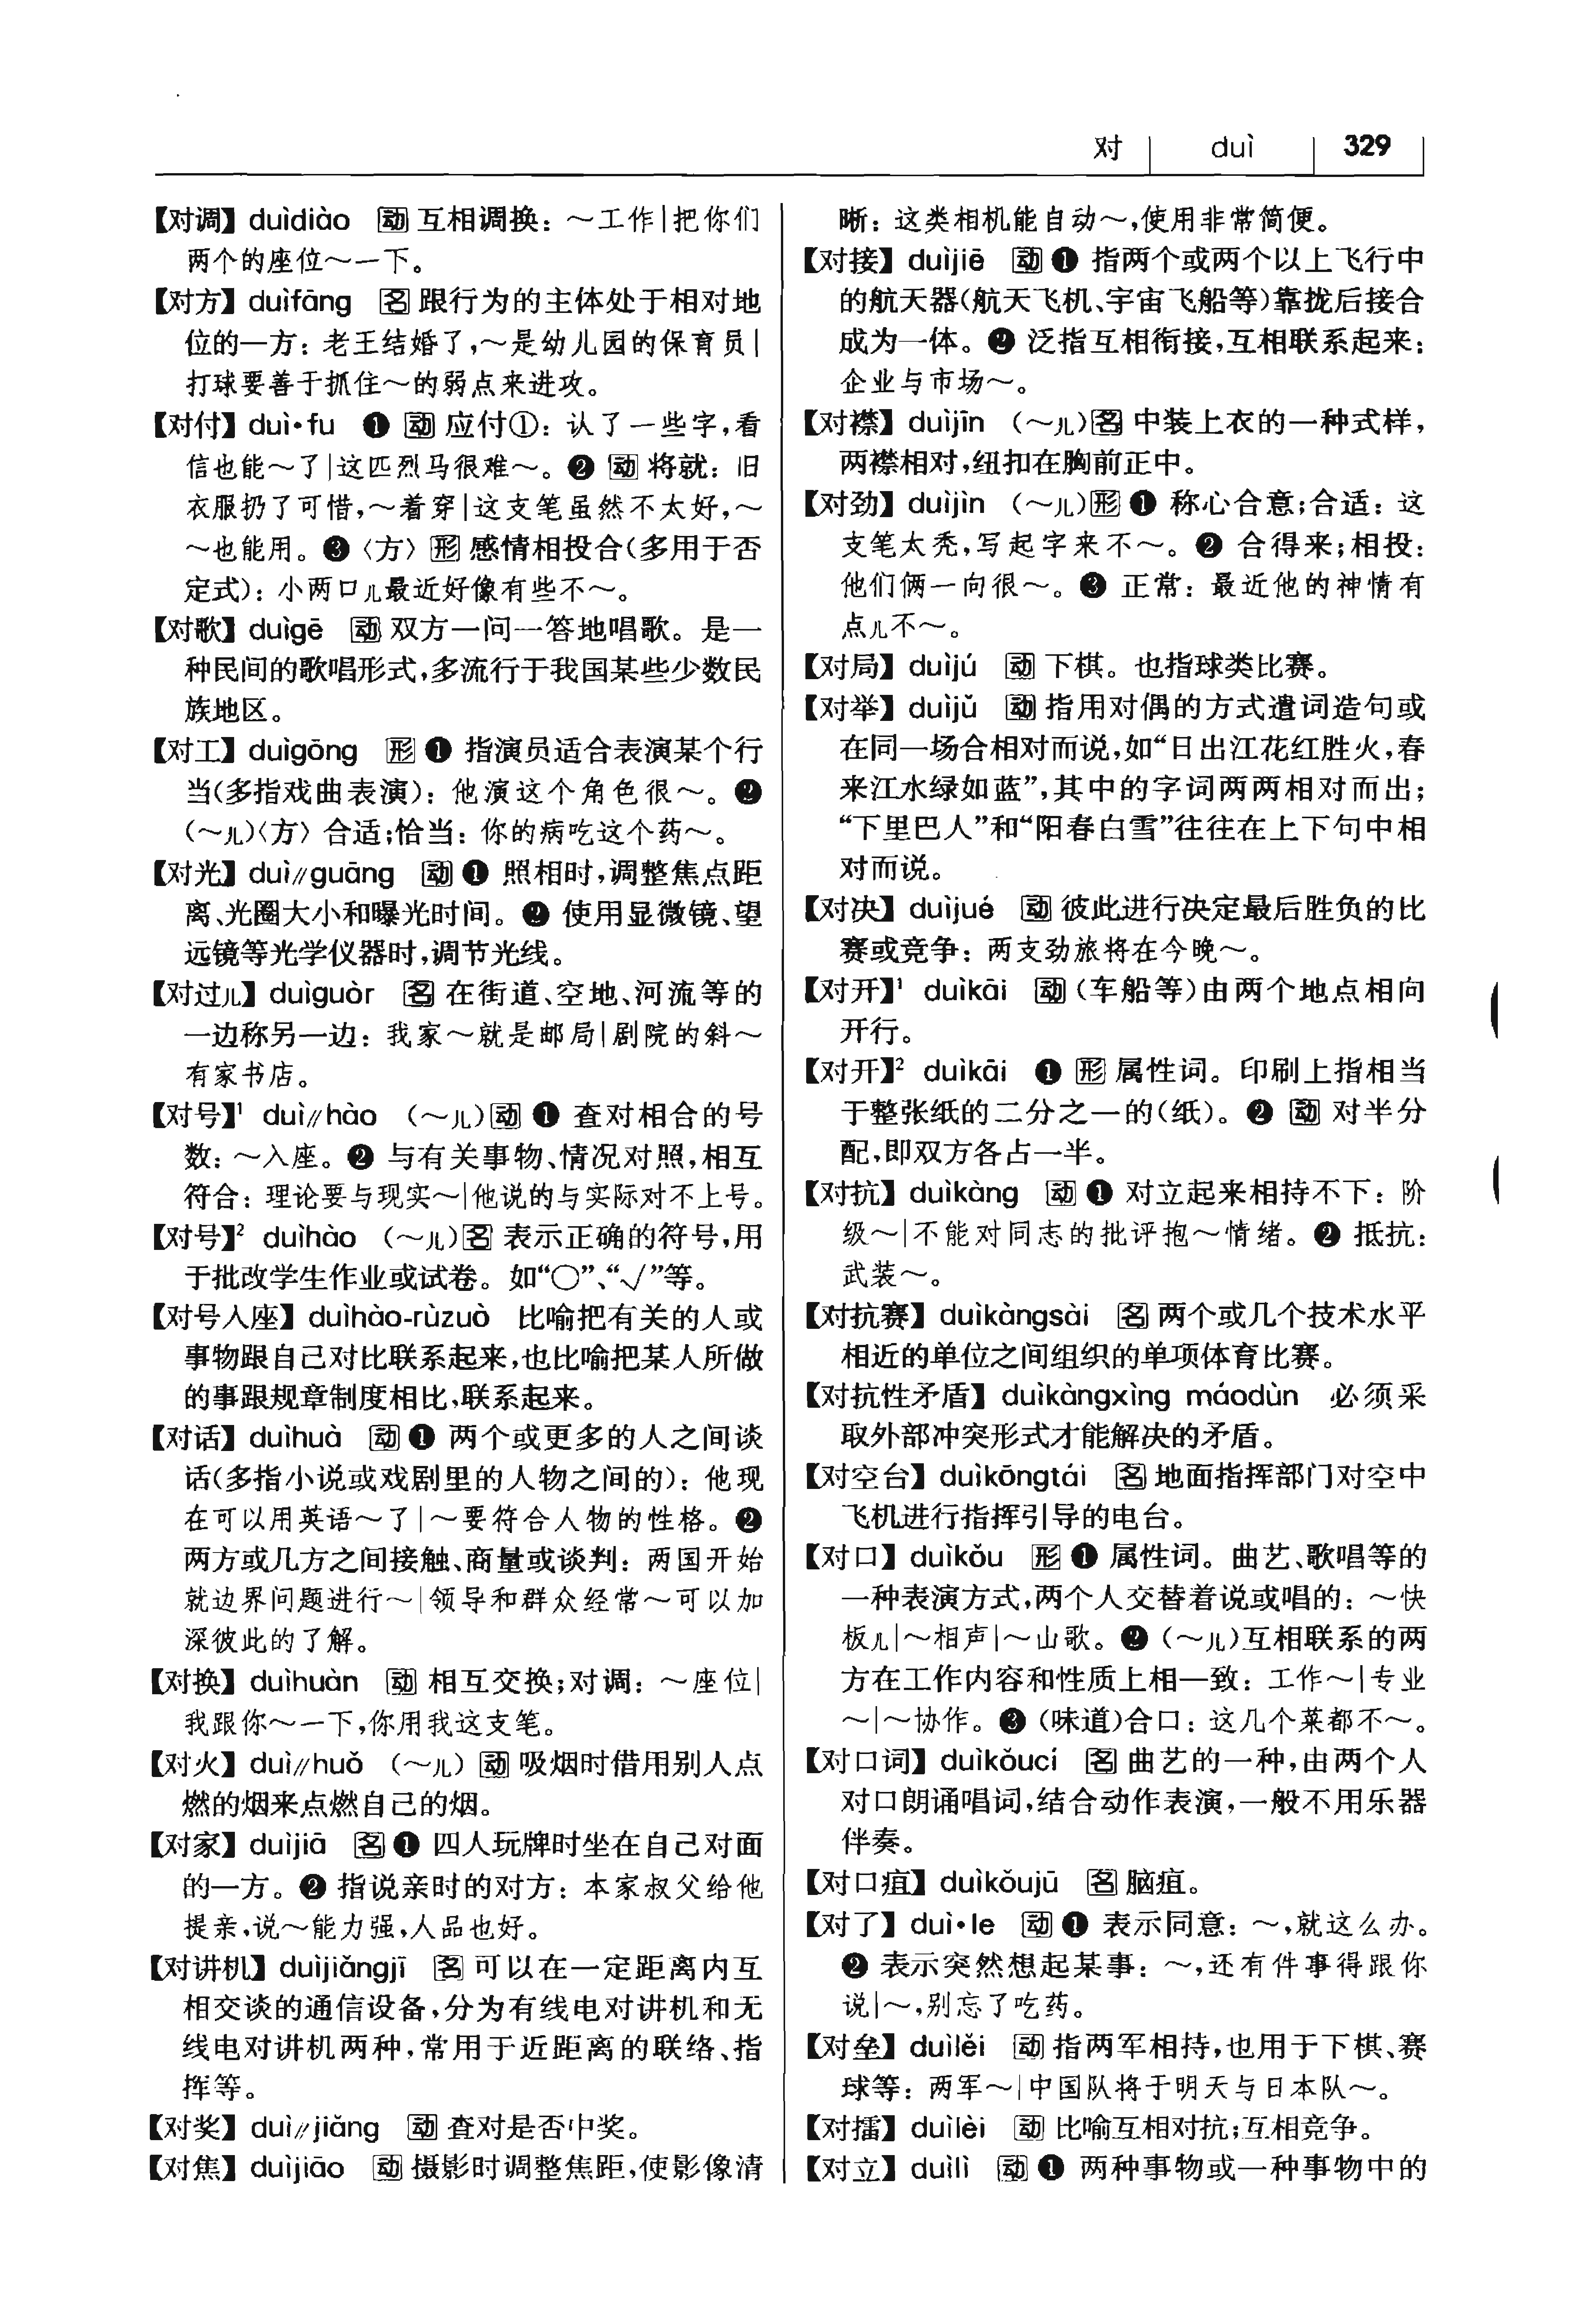 对 duì 329
【对调】duìdiào 动 互相调换：～工作|把你们
两个的座位～一下。
【对方】duìfāng 名 跟行为的主体处于相对地
位的一方：老王结婚了，～是幼儿园的保育员|
打球要善于抓住～的弱点来进攻。
【对付】duì·fu ❶ 动 应付①：认了一些字，看
信也能～了|这匹烈马很难～。❷ 动 将就：旧
衣服扔了可惜，～着穿|这支笔虽然不太好，～
～也能用。❸〈方〉形 感情相投合（多用于否
定式）：小两口儿最近好像有些不～。
【对歌】duìgē 动 双方一问一答地唱歌。是一
种民间的歌唱形式，多流行于我国某些少数民
族地区。
【对工】duìgōng 形 ❶ 指演员适合表演某个行
当（多指戏曲表演）：他演这个角色很～。❷
（～儿）〈方〉合适；恰当：你的病吃这个药～。
【对光】duì//guāng 动 ❶ 照相时，调整焦点距
离、光圈大小和曝光时间。❷ 使用显微镜、望
远镜等光学仪器时，调节光线。
【对过儿】duìguòr 名 在街道、空地、河流等的
一边称另一边：我家～就是邮局|剧院的斜～
有家书店。
【对号】¹ duì//hào （～儿）动 ❶ 查对相合的号
数：～入座。❷ 与有关事物、情况对照，相互
符合：理论要与现实～|他说的与实际对不上号。
【对号】² duìhào （～儿）名 表示正确的符号，用
于批改学生作业或试卷。如“○”、“√”等。
【对号入座】duìhào-rùzuò 比喻把有关的人或
事物跟自己对比联系起来，也比喻把某人所做
的事跟规章制度相比，联系起来。
【对话】duìhuà 动 ❶ 两个或更多的人之间谈
话（多指小说或戏剧里的人物之间的）：他现
在可以用英语～了|～要符合人物的性格。❷
两方或几方之间接触、商量或谈判：两国开始
就边界问题进行～|领导和群众经常～可以加
深彼此的了解。
【对换】duìhuàn 动 相互交换；对调：～座位|
我跟你～一下，你用我这支笔。
【对火】duì//huǒ （～儿）动 吸烟时借用别人点
燃的烟来点燃自己的烟。
【对家】duìjiā 名 ❶ 四人玩牌时坐在自己对面
的一方。❷ 指说亲时的对方：本家叔父给他
提亲，说～能力强，人品也好。
【对讲机】duìjiǎngjī 名 可以在一定距离内互
相交谈的通信设备，分为有线电对讲机和无
线电对讲机两种，常用于近距离的联络、指
挥等。
【对奖】duì//jiǎng 动 查对是否中奖。
【对焦】duìjiāo 动 摄影时调整焦距，使影像清
晰：这类相机能自动～，使用非常简便。
【对接】duìjiē 动 ❶ 指两个或两个以上飞行中
的航天器（航天飞机、宇宙飞船等）靠拢后接合
成为一体。❷ 泛指互相衔接，互相联系起来：
企业与市场～。
【对襟】duìjīn （～儿）名 中装上衣的一种式样，
两襟相对，纽扣在胸前正中。
【对劲】duìjìn （～儿）形 ❶ 称心合意；合适：这
支笔太秃，写起字来不～。❷ 合得来；相投：
他们俩一向很～。❸ 正常：最近他的神情有
点儿不～。
【对局】duìjú 动 下棋。也指球类比赛。
【对举】duìjǔ 动 指用对偶的方式遣词造句或
在同一场合相对而说，如“日出江花红胜火，春
来江水绿如蓝”，其中的字词两两相对而出；
“下里巴人”和“阳春白雪”往往在上下句中相
对而说。
【对决】duìjué 动 彼此进行决定最后胜负的比
赛或竞争：两支劲旅将在今晚～。
【对开】¹ duìkāi 动（车船等）由两个地点相向
开行。
【对开】² duìkāi ❶ 形 属性词。印刷上指相当
于整张纸的二分之一的（纸）。❷ 动 对半分
配，即双方各占一半。
【对抗】duìkàng 动 ❶ 对立起来相持不下：阶
级～|不能对同志的批评抱～情绪。❷ 抵抗：
武装～。
【对抗赛】duìkàngsài 名 两个或几个技术水平
相近的单位之间组织的单项体育比赛。
【对抗性矛盾】duìkàngxìng máodùn 必须采
取外部冲突形式才能解决的矛盾。
【对空台】duìkōngtái 名 地面指挥部门对空中
飞机进行指挥引导的电台。
【对口】duìkǒu 形 ❶ 属性词。曲艺、歌唱等的
一种表演方式，两个人交替着说或唱的：～快
板儿|～相声|～山歌。❷（～儿）互相联系的两
方在工作内容和性质上相一致：工作～|专业
～|～协作。❸（味道）合口：这几个菜都不～。
【对口词】duìkǒucí 名 曲艺的一种，由两个人
对口朗诵唱词，结合动作表演，一般不用乐器
伴奏。
【对口疽】duìkǒujū 名 脑疽。
【对了】duì·le 动 ❶ 表示同意：～，就这么办。
❷ 表示突然想起某事：～，还有件事得跟你
说|～，别忘了吃药。
【对垒】duìlěi 动 指两军相持，也用于下棋、赛
球等：两军～|中国队将于明天与日本队～。
【对擂】duìlèi 动 比喻互相对抗；互相竞争。
【对立】duìlì 动 ❶ 两种事物或一种事物中的